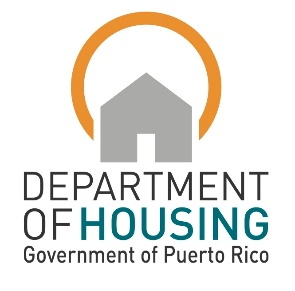 DEPARTMENT
OF HOUSING
Government of Puerto Rico